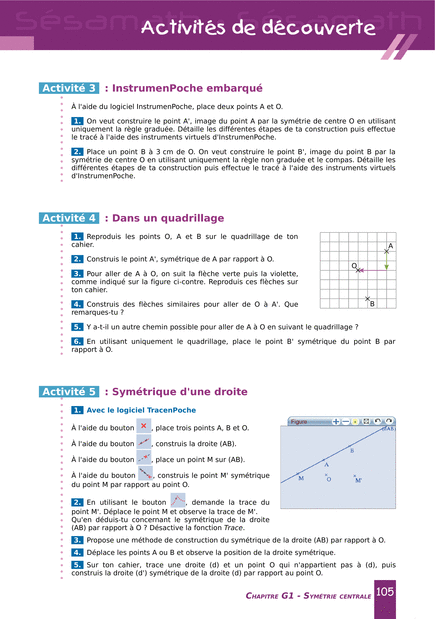 Sésamath Sésamath
Activités de découverte
Activité 3 : InstrumenPoche embarqué
À l'aide du logiciel InstrumenPoche, place deux points A et O.
1. On veut construire le point A', image du point A par la symétrie de centre O en utilisant
uniquement la règle graduée. Détaille les différentes étapes de ta construction puis effectue
le tracé à l'aide des instruments virtuels d'InstrumenPoche.
2. Place un point B à 3 cm de O. On veut construire le point B', image du point B par la
symétrie de centre O en utilisant uniquement la règle non graduée et le compas. Détaille les
différentes étapes de ta construction puis effectue le tracé à l'aide des instruments virtuels
d'InstrumenPoche.
Activité 4 : Dans un quadrillage
1. Reproduis les points O, A et B sur le quadrillage de ton
cahier.
2. Construis le point A', symétrique de A par rapport à O.
3. Pour aller de A à O, on suit la flèche verte puis la violette,
comme indiqué sur la figure ci-contre. Reproduis ces flèches sur
ton cahier.
4. Construis des flèches similaires pour aller de O à A'. Que
remarques-tu ?
A
O
B
5. Y a-t-il un autre chemin possible pour aller de A à O en suivant le quadrillage ?
6. En utilisant uniquement le quadrillage, place le point B' symétrique du point B par
rapport à O.
Activité 5 : Symétrique d'une droite
1. Avec le logiciel TracenPoche
À l'aide du bouton , place trois points A, B et O.
À l'aide du bouton , construis la droite (AB).
À l'aide du bouton , place un point M sur (AB).
À l'aide du bouton , construis le point M' symétrique
du point M par rapport au point O.
Figure
(AB)
B
A
M
O
M'
2. En utilisant le bouton , demande la trace du
point M'. Déplace le point M et observe la trace de M'.
Qu'en déduis-tu concernant le symétrique de la droite
(AB) par rapport à O ? Désactive la fonction Trace.
3. Propose une méthode de construction du symétrique de la droite (AB) par rapport à O.
4. Déplace les points A ou B et observe la position de la droite symétrique.
5. Sur ton cahier, trace une droite (d) et un point O qui n'appartient pas à (d), puis
construis la droite (d') symétrique de la droite (d) par rapport au point O.
Chapitre G1 - Symétrie centrale 105